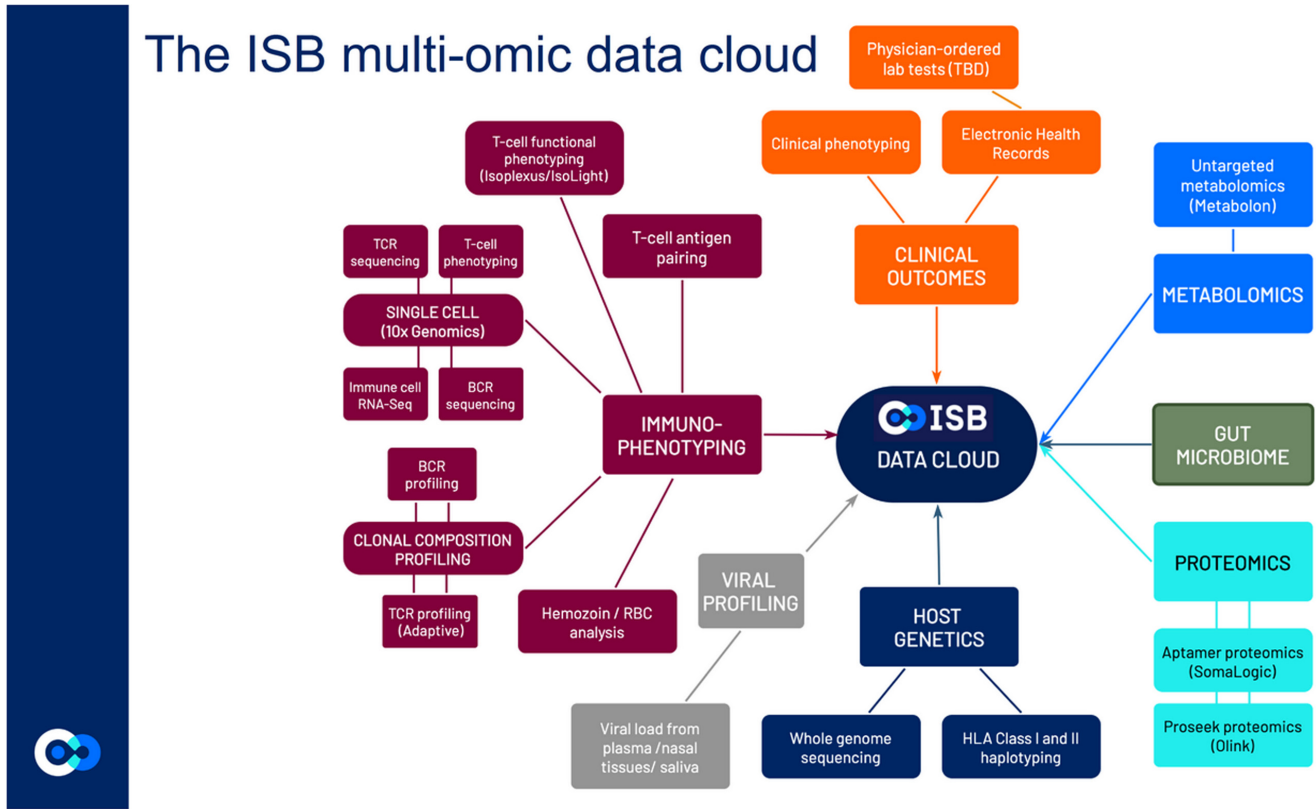 The ISB multi-omic data cloud
Physician-ordered
lab tests (TBD)
Clinical phenotyping
Electronic Health
Records
CLINICAL
OUTCOMES
T-cell functional
phenotyping
(Isoplexus/IsoLight)
T-cell antigen
pairing
TCR
sequencing
T-cell
phenotyping
SINGLE CELL
(10x Genomics)
Immune cell
RNA-Seq
BCR
sequencing
IMMUNO-
PHENOTYPING
BCR
profiling
CLONAL COMPOSITION
PROFILING
TCR profiling
(Adaptive)
Hemozoin / RBC
analysis
Untargeted
metabolomics
(Metabolon)
METABOLOMICS
ISB
DATA CLOUD
GUT
MICROBIOME
PROTEOMICS
Aptamer proteomics
(SomaLogic)
Proseek proteomics
(Olink)
VIRAL
PROFILING
Viral load from
plasma /nasal
tissues/ saliva
HOST
GENETICS
Whole genome
sequencing
HLA Class I and II
haplotyping